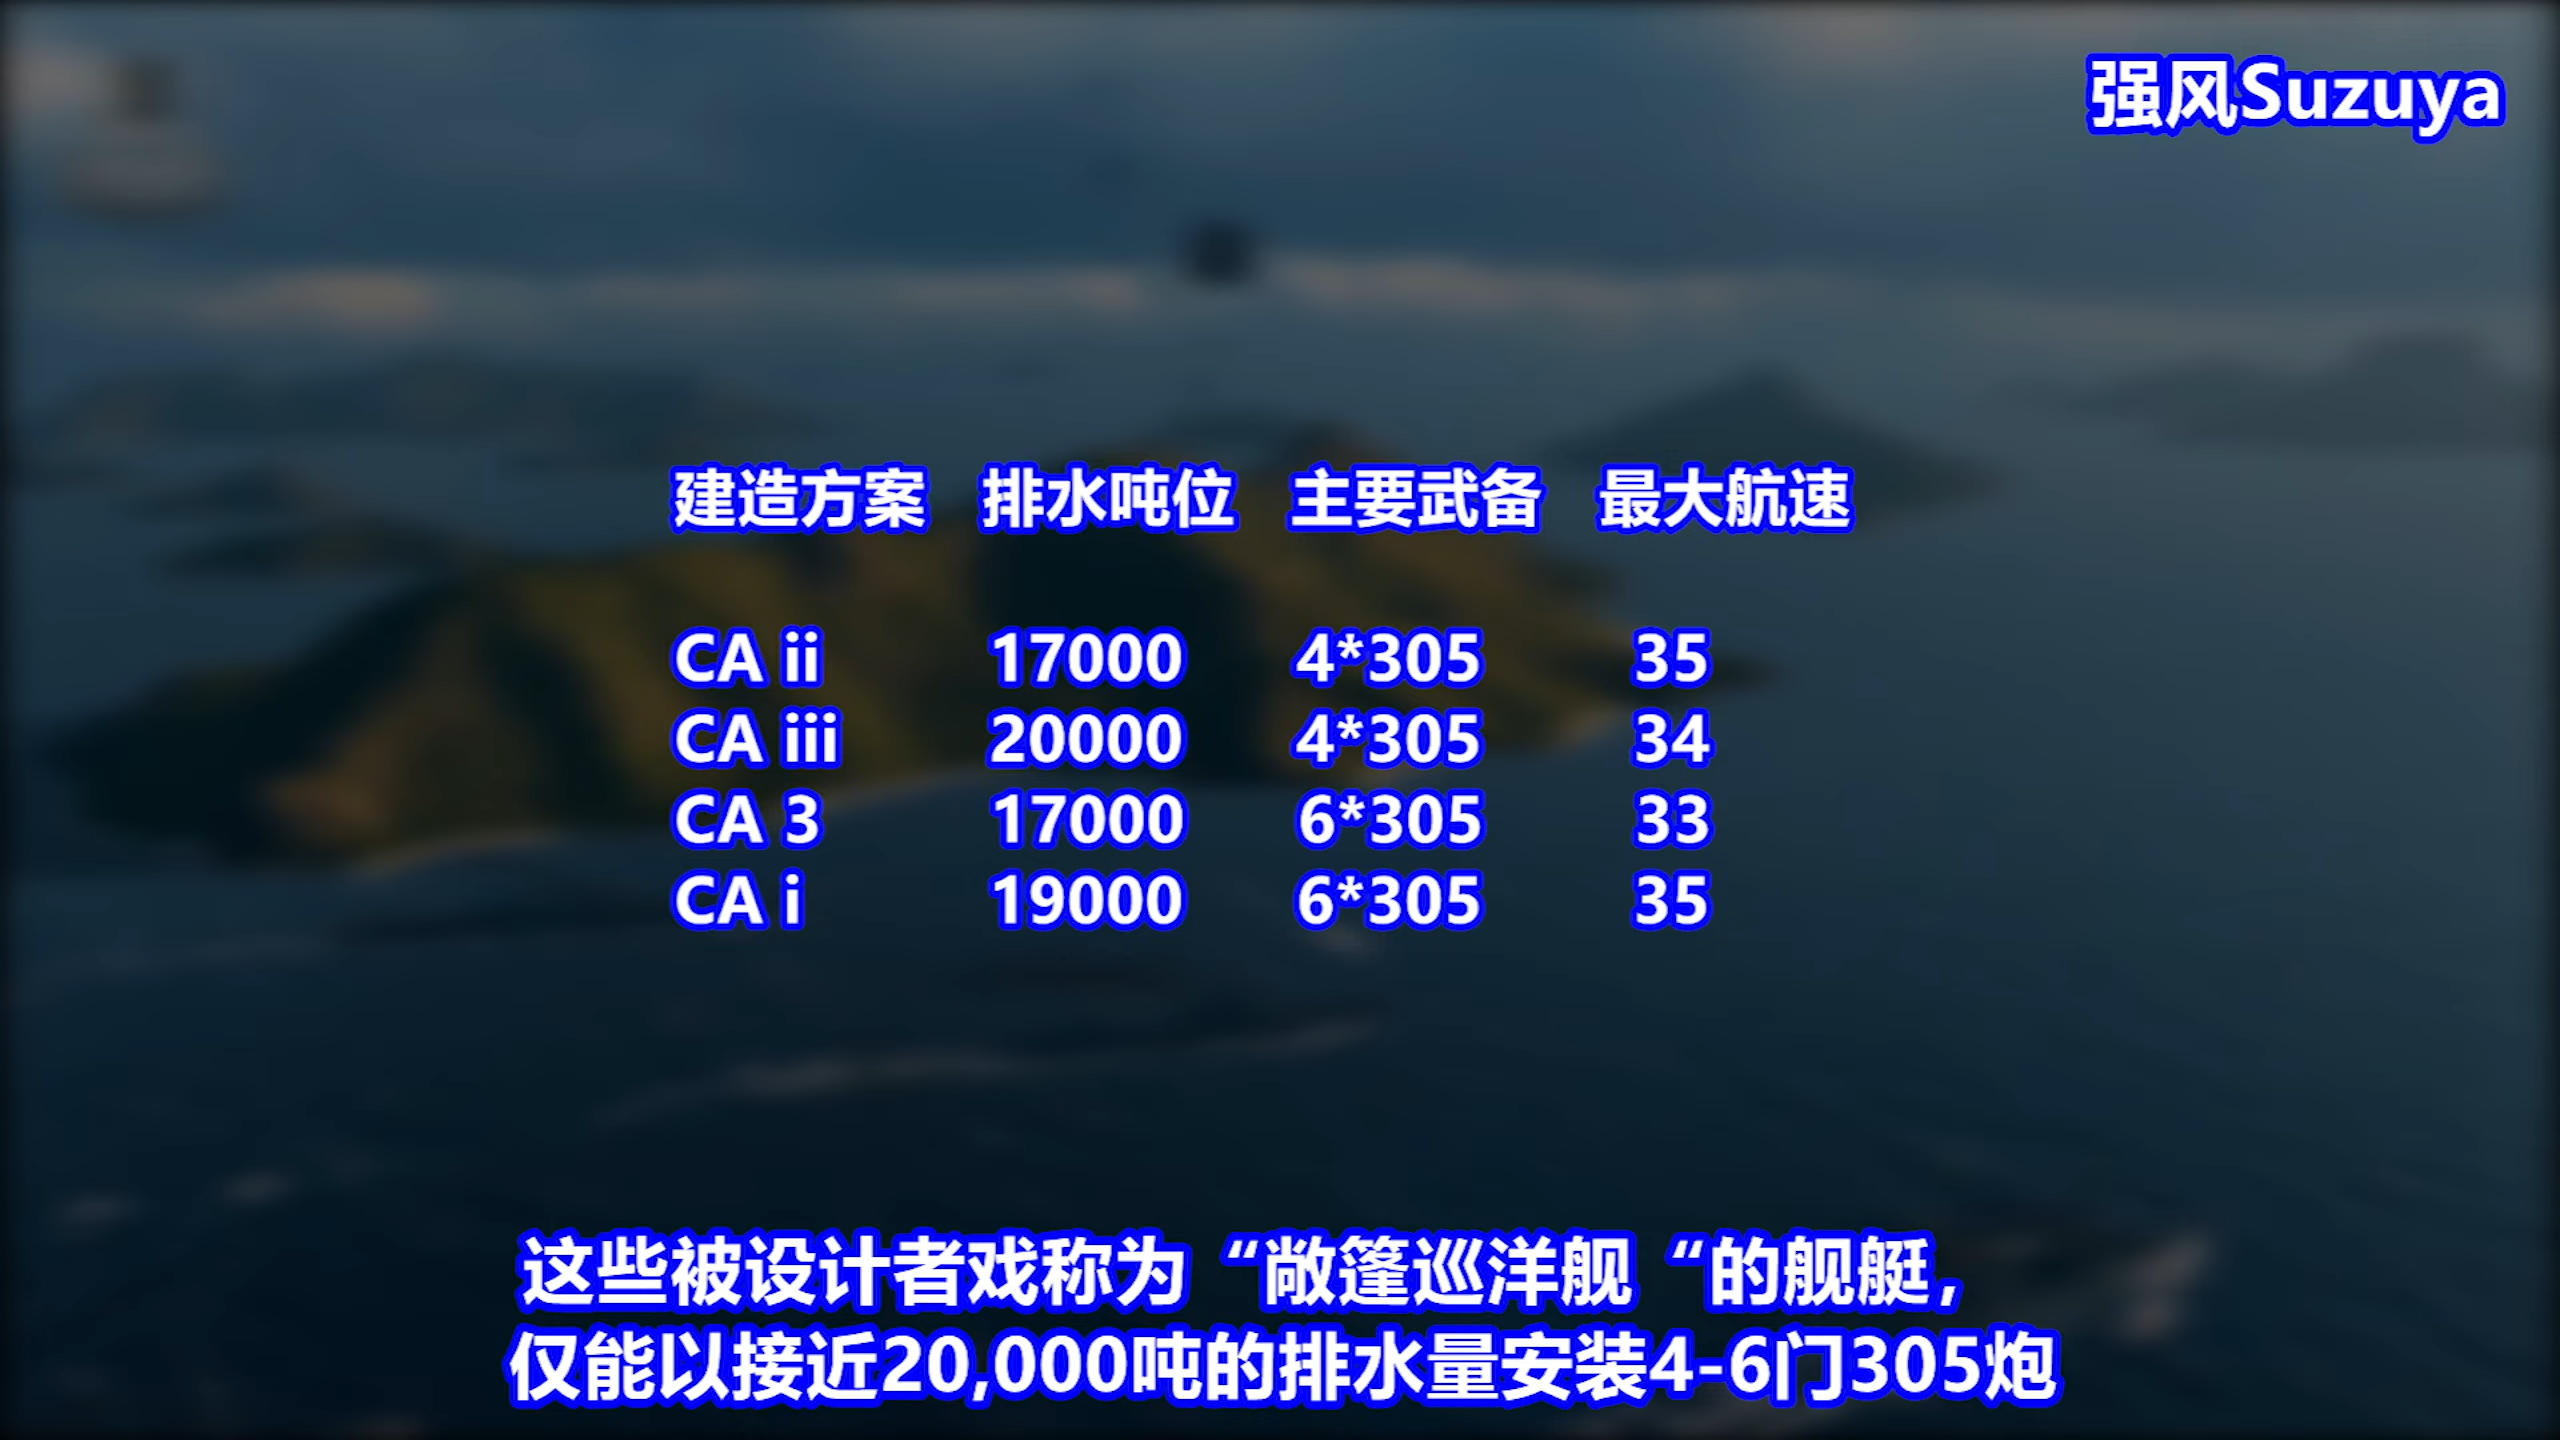 强风Suzuya
建造方案 排水吨位 主要武备 最大航速
CA ii 17000 4*305 35
CA iii 20000 4*305 34
CA 3 17000 6*305 33
CA i 19000 6*305 35
这些被设计者戏称为“敞篷巡洋舰“的舰艇，
仅能以接近20,000吨的排水量安装4-6门305炮